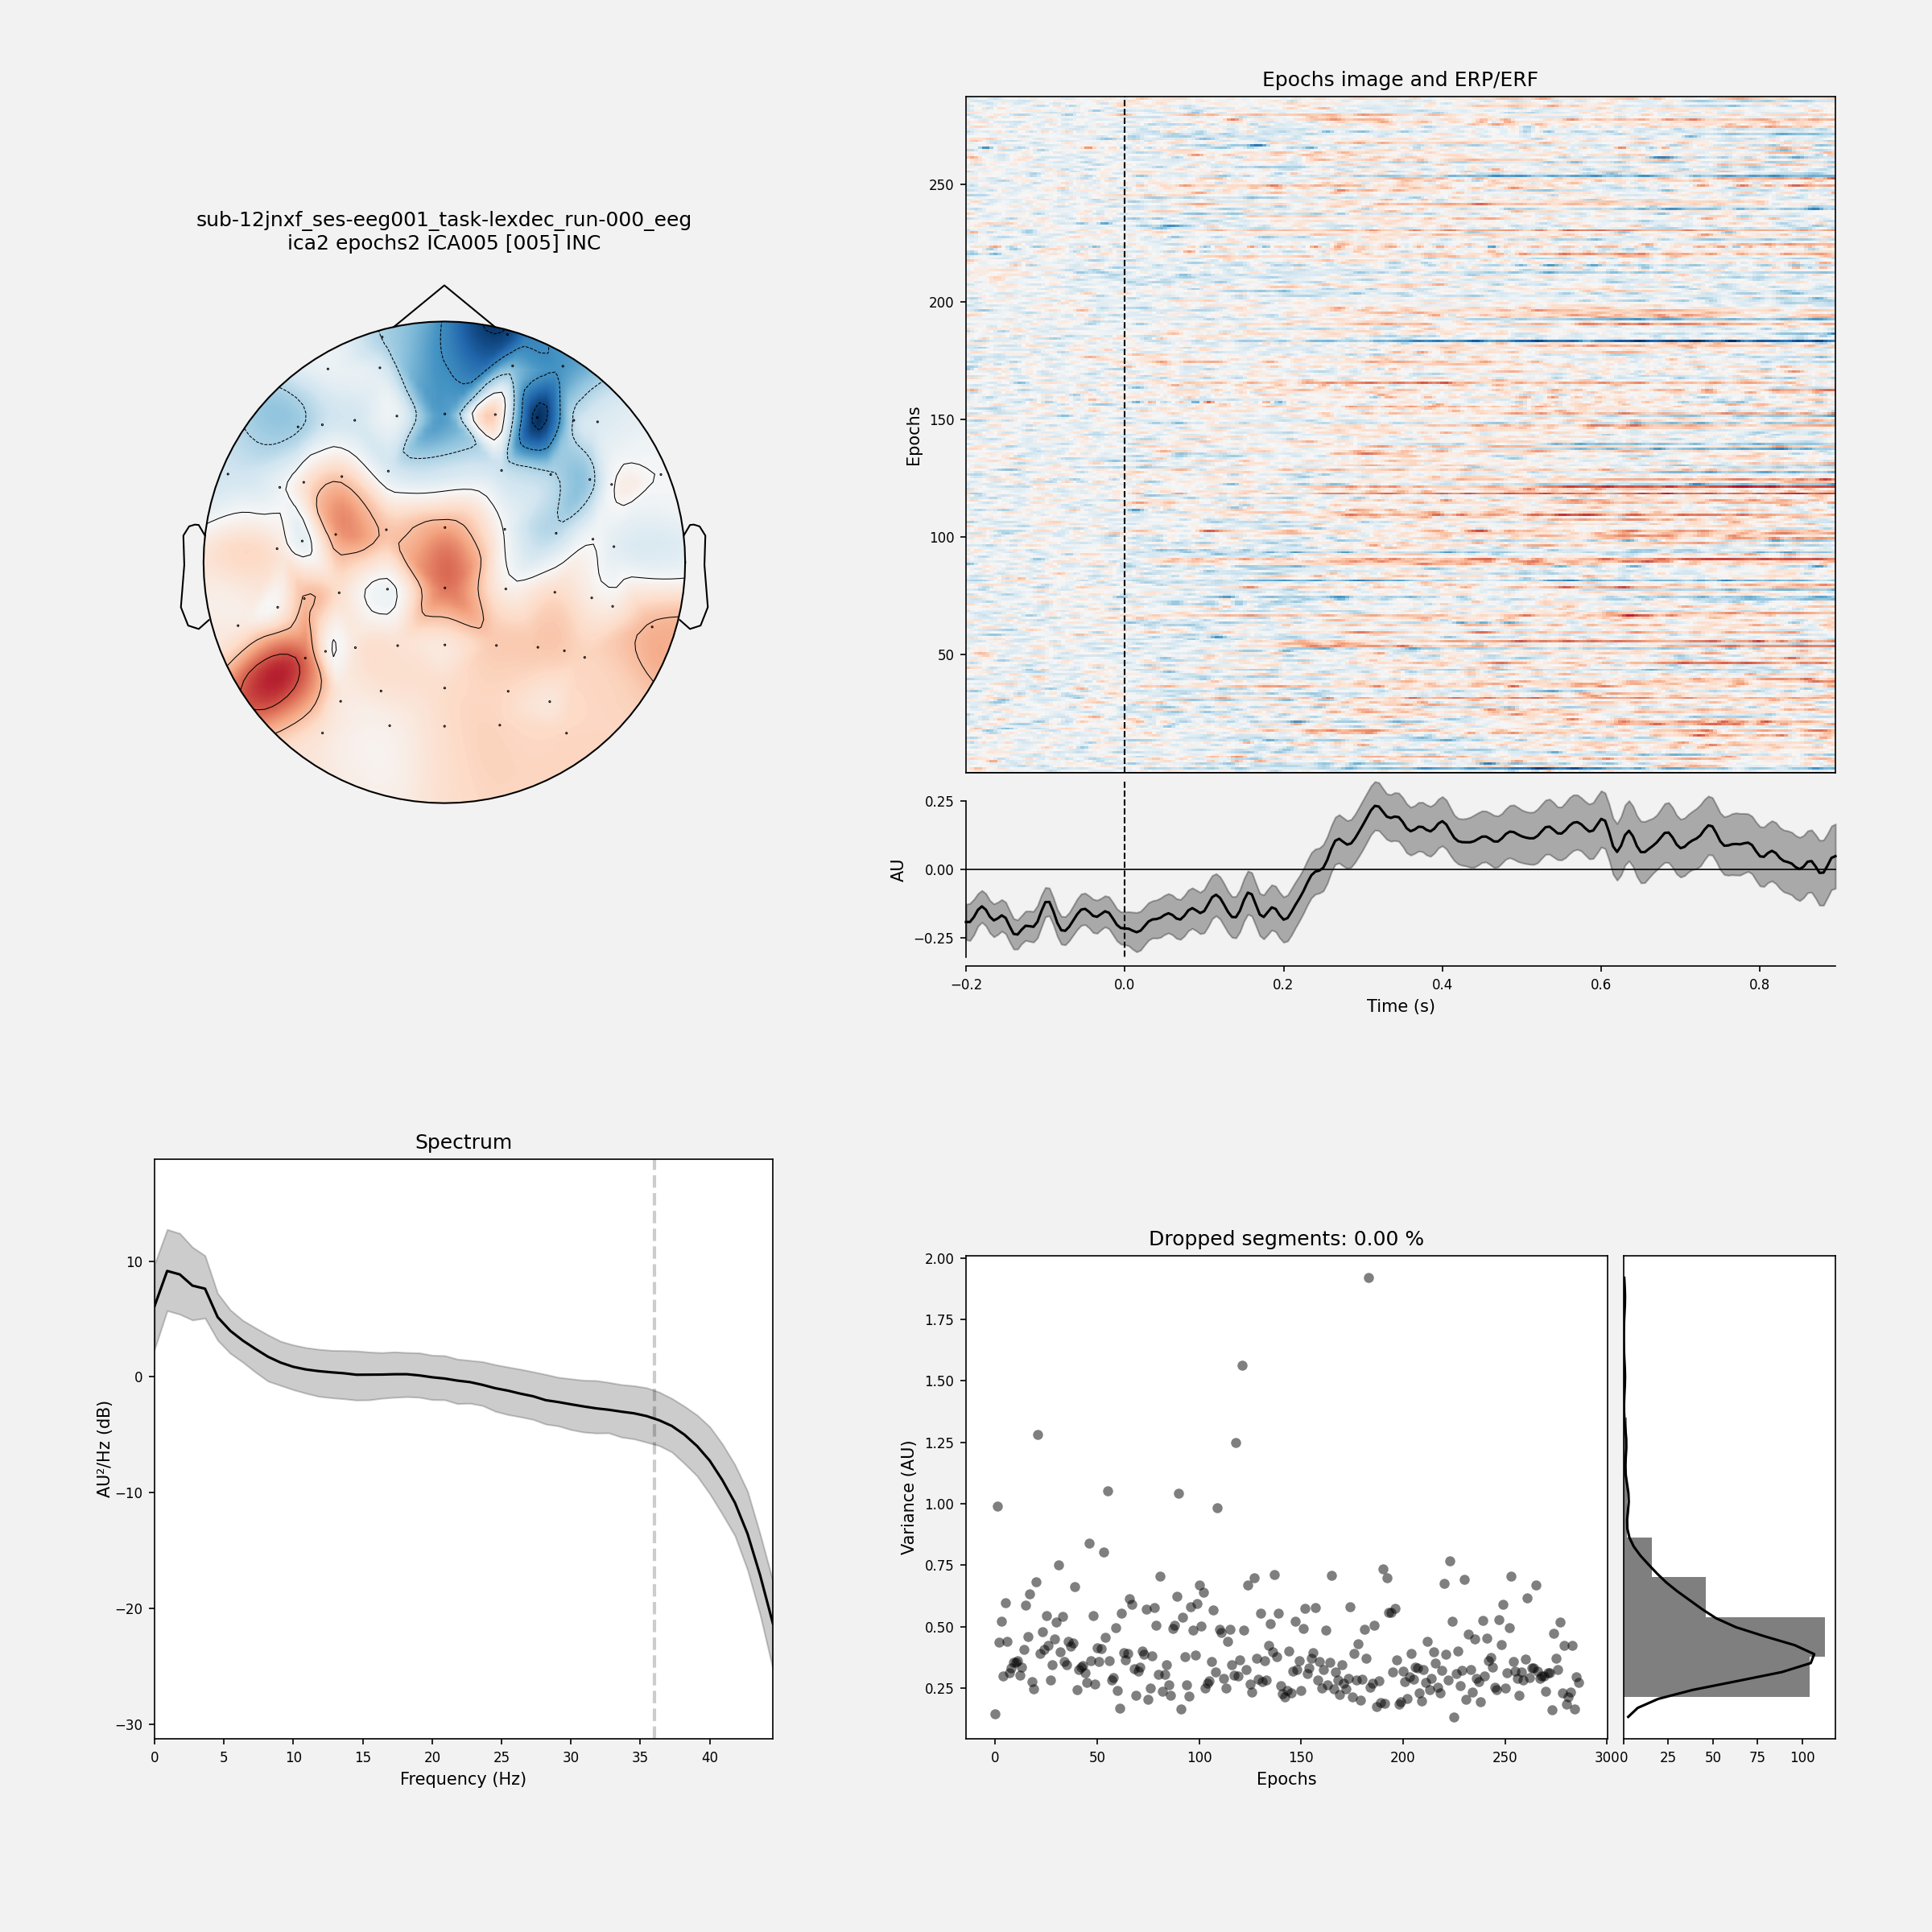 sub-12jnxf_ses-eeg001_task-lexdec_run-000_eeg
ica2 epochs2 ICA005 [005] INC
Epochs image and ERP/ERF
Epochs
250
200
150
100
50
AU
0.25
0.00
−0.25
−0.2 0.0 0.2 0.4 0.6 0.8
Time (s)
Spectrum
AU²/Hz (dB)
10
0
−10
−20
−30
0 5 10 15 20 25 30 35 40
Frequency (Hz)
Dropped segments: 0.00 %
Variance (AU)
2.00
1.75
1.50
1.25
1.00
0.75
0.50
0.25
0 50 100 150 200 250 300
Epochs
0 25 50 75 100